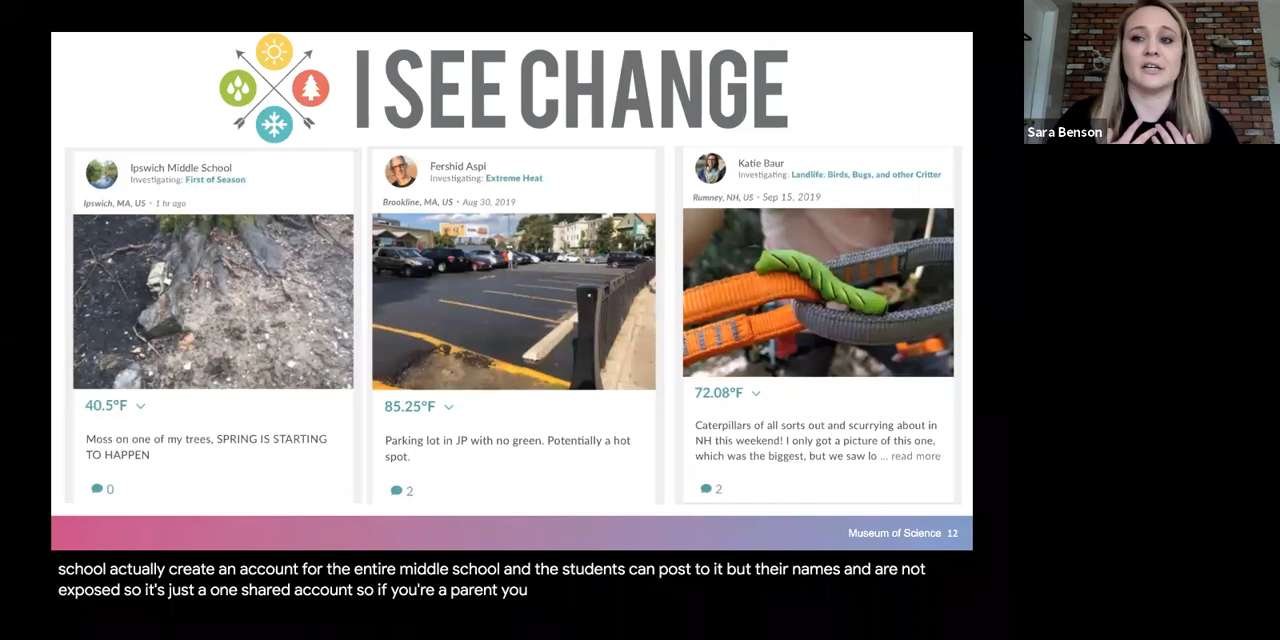 I SEE CHANGE
Sara Benson
Ipswich Middle School
Investigating: First of Season
Ipswich, MA, US • 1 hr ago
40.5°F
Moss on one of my trees, SPRING IS STARTING
TO HAPPEN
0
Fershid Aspi
Investigating: Extreme Heat
Brookline, MA, US • Aug 30, 2019
85.25°F
Parking lot in JP with no green. Potentially a hot
spot.
2
Katie Baur
Investigating: Landlife: Birds, Bugs, and other Critter
Rumney, NH, US • Sep 15, 2019
72.08°F
Caterpillars of all sorts out and scurrying about in
NH this weekend! I only got a picture of this one,
which was the biggest, but we saw lo ... read more
2
Museum of Science 12
school actually create an account for the entire middle school and the students can post to it but their names and are not
exposed so it's just a one shared account so if you're a parent you